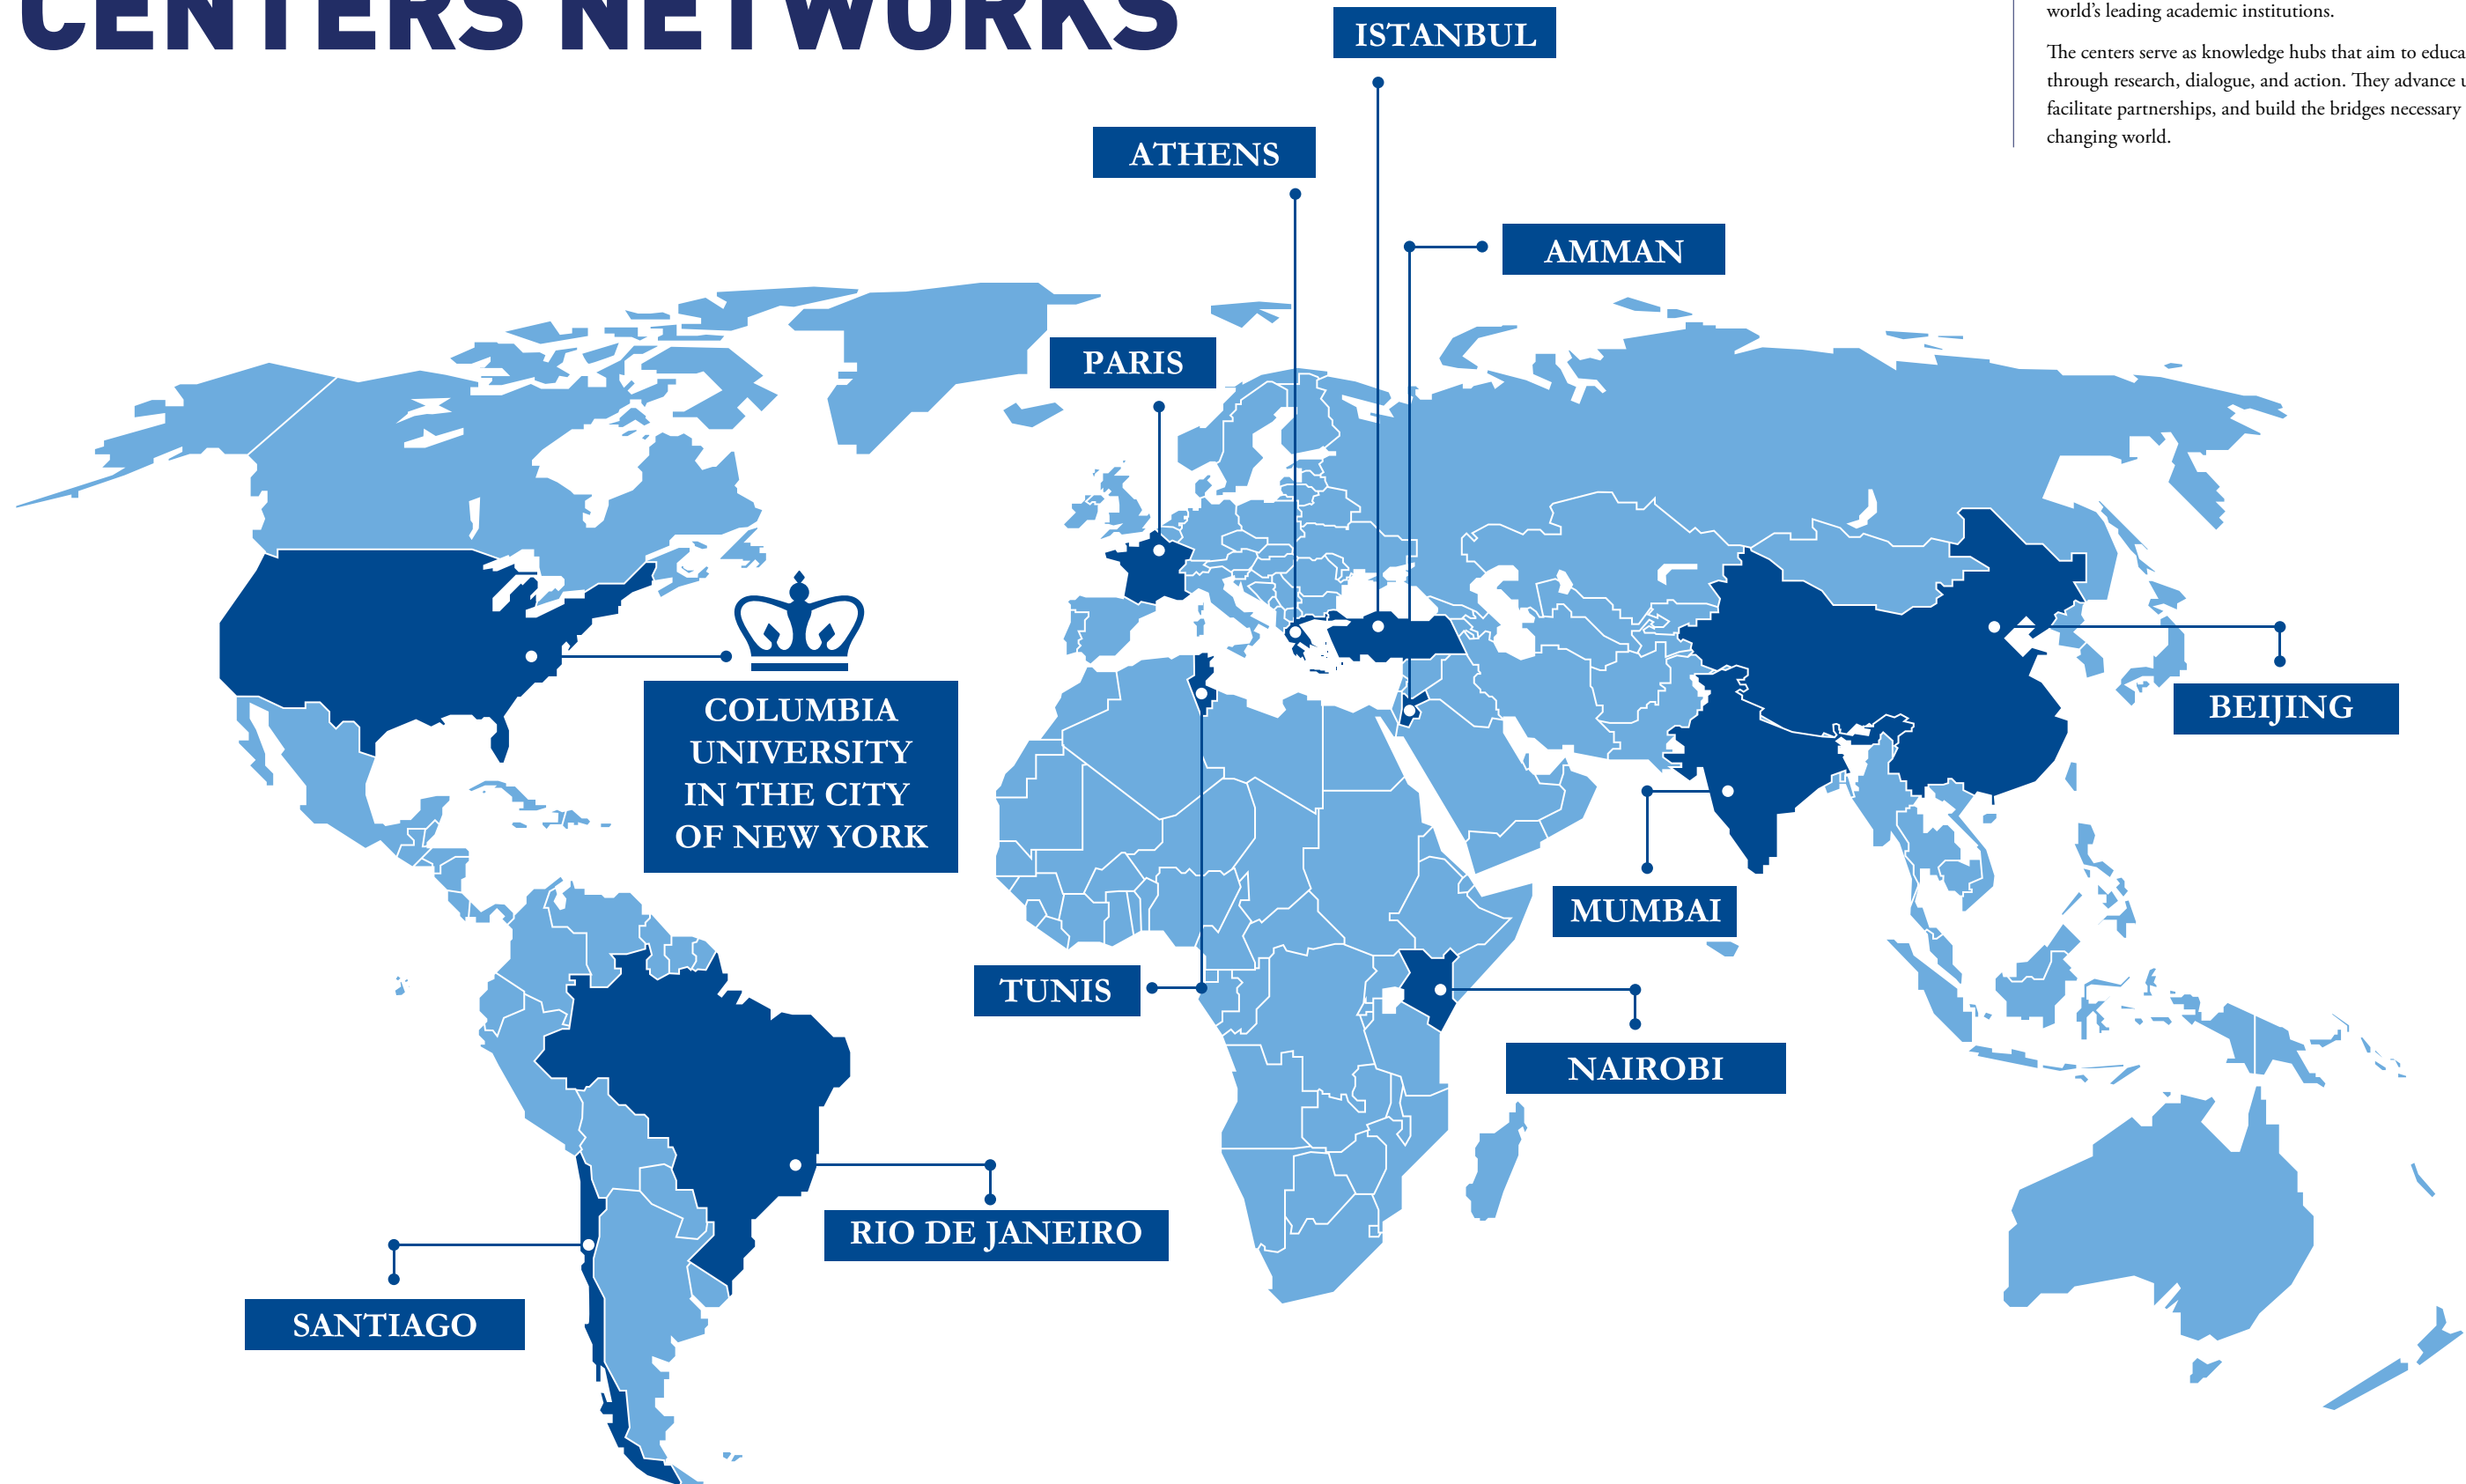 CENTERS NETWORKS
world's leading academic institutions.
The centers serve as knowledge hubs that aim to educa
through research, dialogue, and action. They advance u
facilitate partnerships, and build the bridges necessary
changing world.
ISTANBUL
ATHENS
AMMAN
PARIS
COLUMBIA
UNIVERSITY
IN THE CITY
OF NEW YORK
BEIJING
MUMBAI
TUNIS
NAIROBI
RIO DE JANEIRO
SANTIAGO